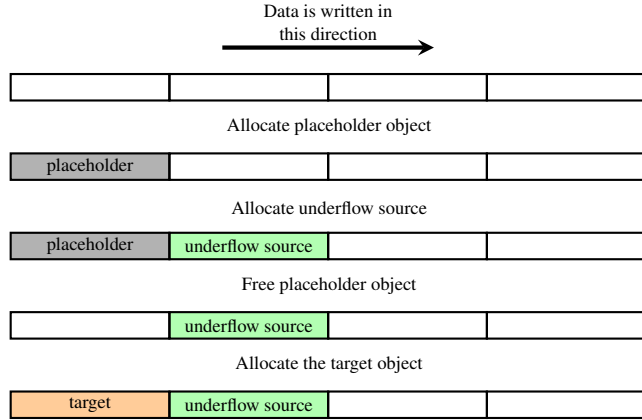 Data is written in
this direction
Allocate placeholder object
placeholder
Allocate underflow source
placeholder underflow source
Free placeholder object
underflow source
Allocate the target object
target underflow source